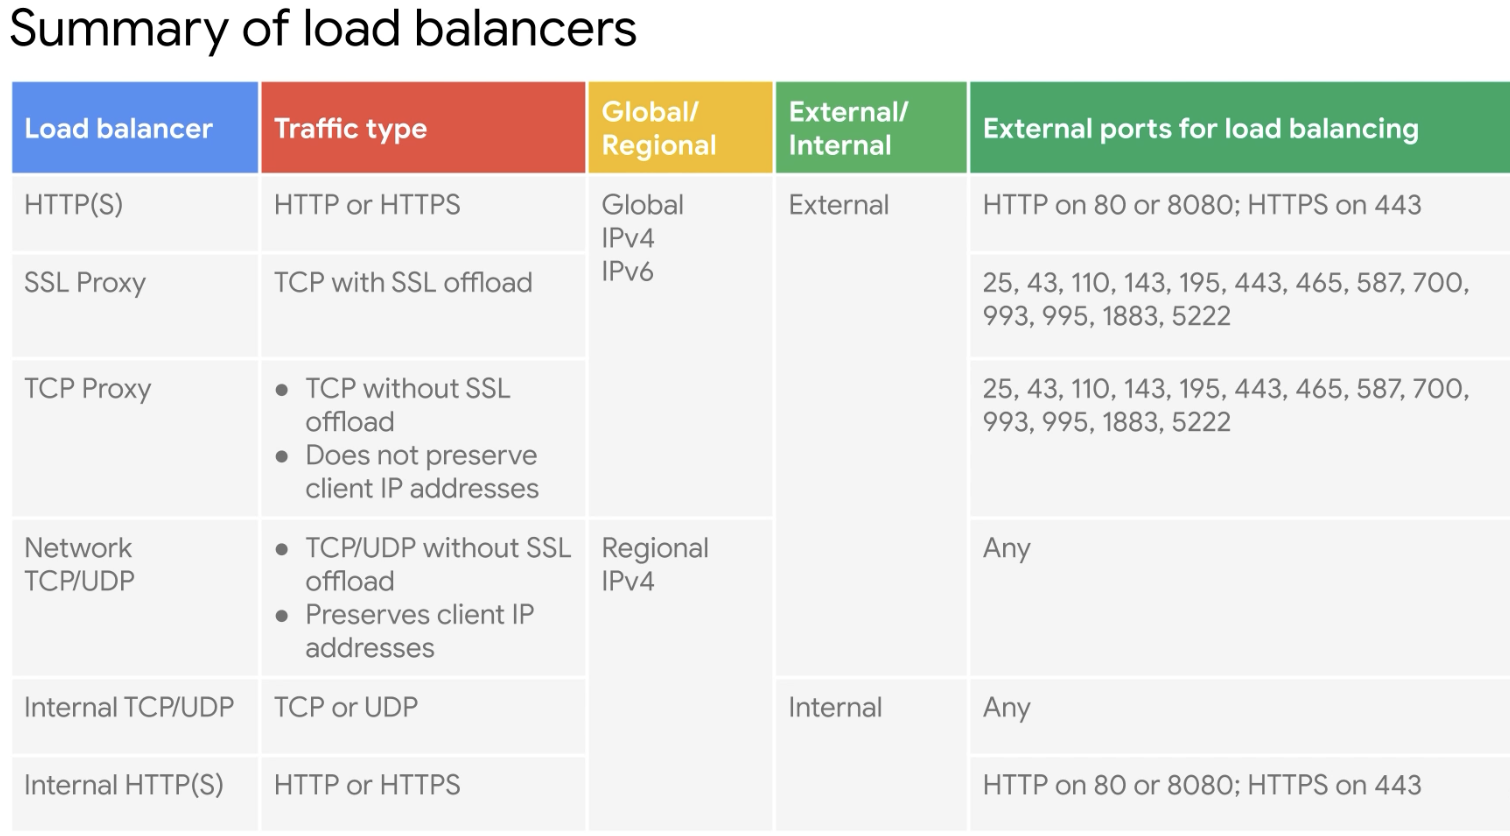 Summary of load balancers
Load balancer
Traffic type
Global/
Regional
External/
Internal
External ports for load balancing
HTTP(S)
HTTP or HTTPS
Global
IPv4
IPv6
External
HTTP on 80 or 8080; HTTPS on 443
SSL Proxy
TCP with SSL offload
25, 43, 110, 143, 195, 443, 465, 587, 700,
993, 995, 1883, 5222
TCP Proxy
● TCP without SSL
offload
● Does not preserve
client IP addresses
25, 43, 110, 143, 195, 443, 465, 587, 700,
993, 995, 1883, 5222
Network
TCP/UDP
● TCP/UDP without SSL
offload
● Preserves client IP
addresses
Regional
IPv4
Any
Internal TCP/UDP
TCP or UDP
Internal
Any
Internal HTTP(S)
HTTP or HTTPS
HTTP on 80 or 8080; HTTPS on 443